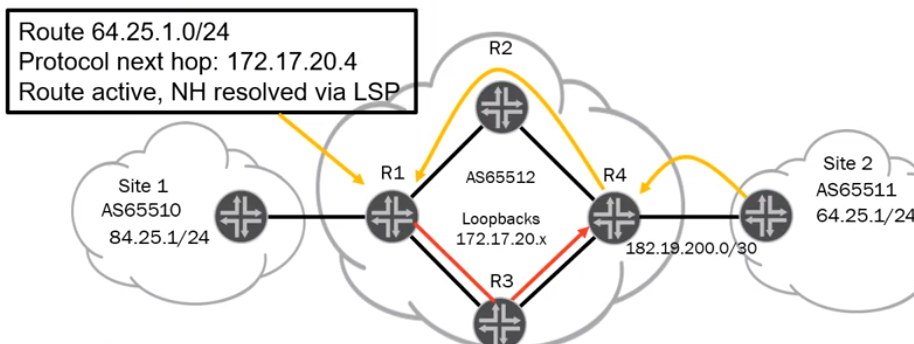 Route 64.25.1.0/24
Protocol next hop: 172.17.20.4
Route active, NH resolved via LSP
R2
Site 1
AS65510
84.25.1/24
R1
AS65512
Loopbacks
172.17.20.x
R4
Site 2
AS65511
64.25.1/24
182.19.200.0/30
R3